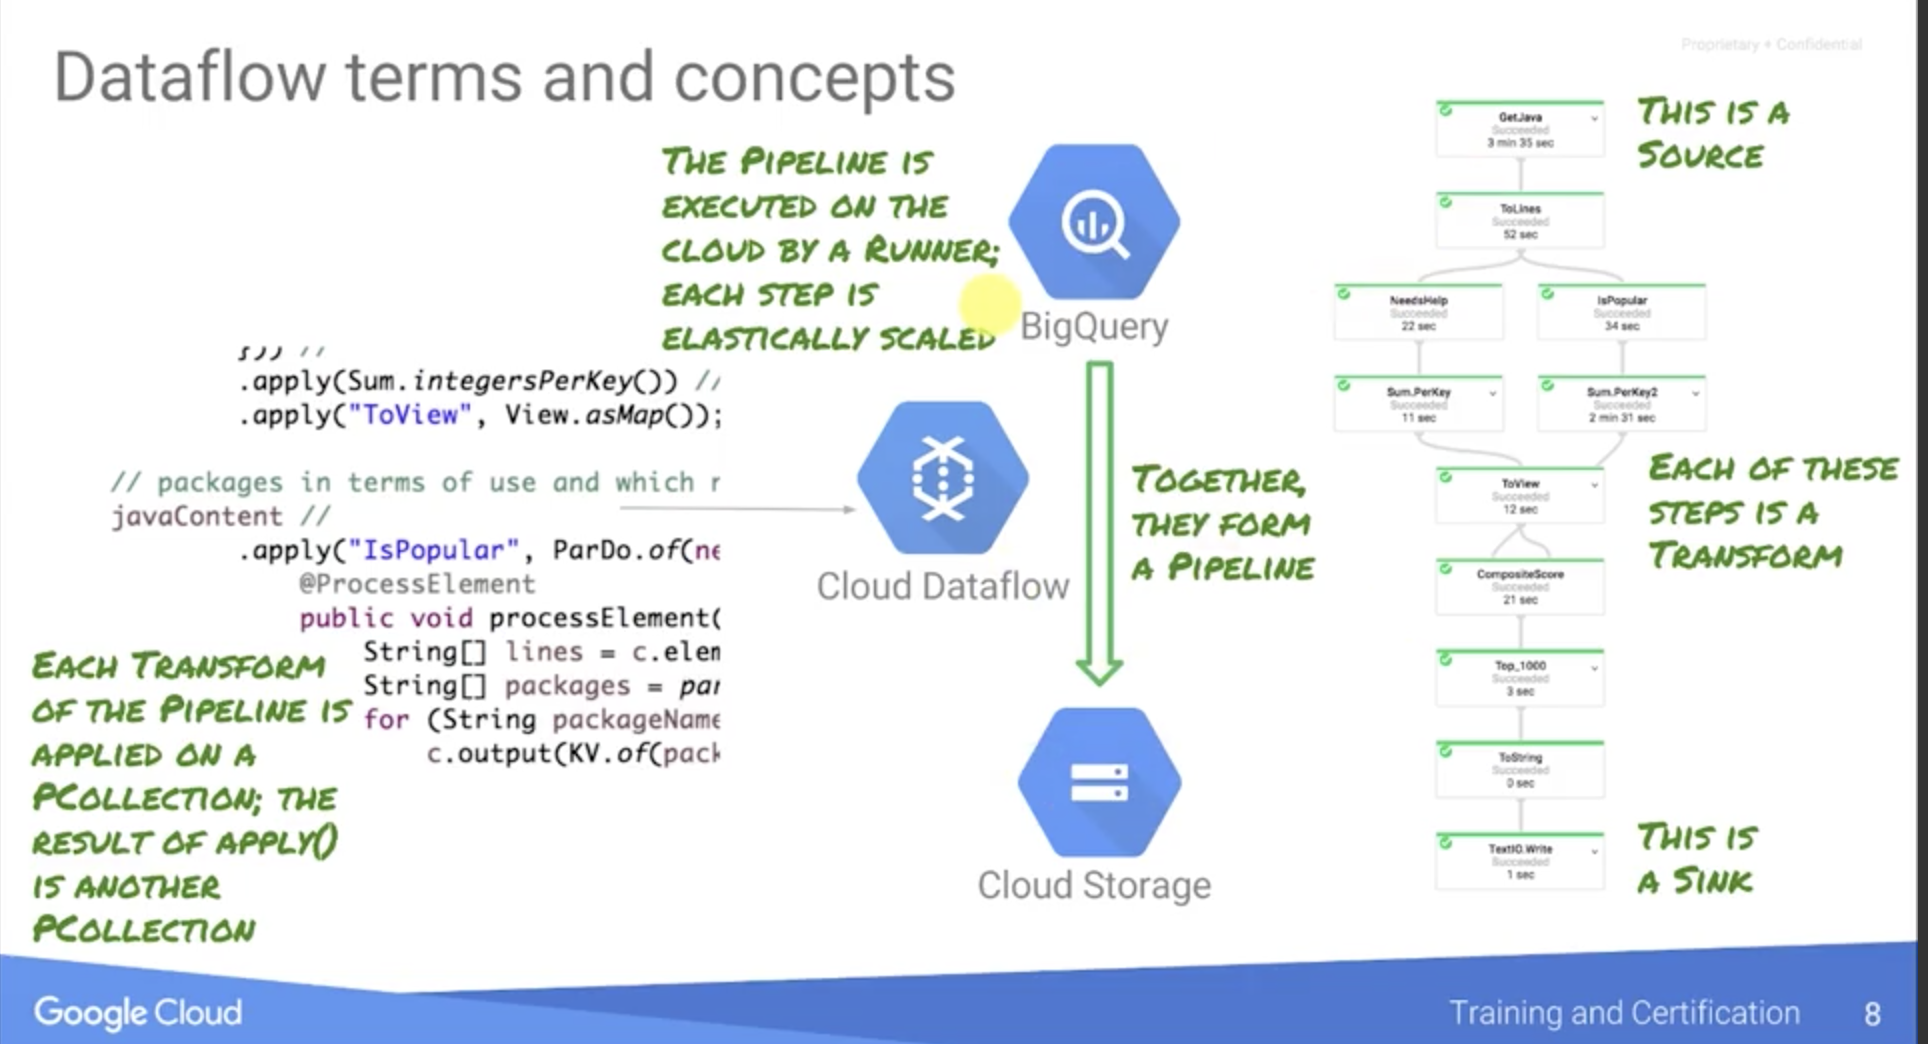 Proprietary + Confidential
Dataflow terms and concepts
THE PIPELINE IS
EXECUTED ON THE
CLOUD BY A RUNNER;
EACH STEP IS
ELASTICALLY SCALED
BigQuery
})) //
.apply(Sum.integersPerKey()) //
.apply("ToView", View.asMap());
// packages in terms of use and which
javaContent //
.apply("IsPopular", ParDo.of(ne
@ProcessElement
public void processElement(
String[] lines = c.elem
String[] packages = par
for (String packageName
c.output(KV.of(pack
EACH TRANSFORM
OF THE PIPELINE IS
APPLIED ON A
PCOLLECTION; THE
RESULT OF APPLY()
IS ANOTHER
PCOLLECTION
Cloud Dataflow
TOGETHER,
THEY FORM
A PIPELINE
Cloud Storage
GetJava
Succeeded
3 min 35 sec
THIS IS A
SOURCE
ToLines
Succeeded
52 sec
NeedsHelp
Succeeded
22 sec
IsPopular
Succeeded
34 sec
Sum.PerKey
Succeeded
11 sec
Sum.PerKey2
Succeeded
2 min 31 sec
ToView
Succeeded
12 sec
EACH OF THESE
STEPS IS A
TRANSFORM
CompositeScore
Succeeded
21 sec
Top_1000
Succeeded
3 sec
ToString
Succeeded
0 sec
TextIO.Write
Succeeded
1 sec
THIS IS
A SINK
Google Cloud
Training and Certification 8